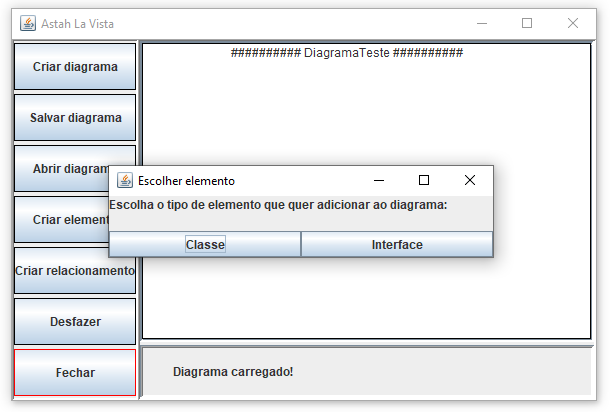 Astah La Vista
Criar diagrama
########## DiagramaTeste ##########
Salvar diagrama
Abrir diagram
Escolher elemento
Escolha o tipo de elemento que quer adicionar ao diagrama:
Criar element
Classe
Interface
Criar relacionamento
Desfazer
Fechar
Diagrama carregado!